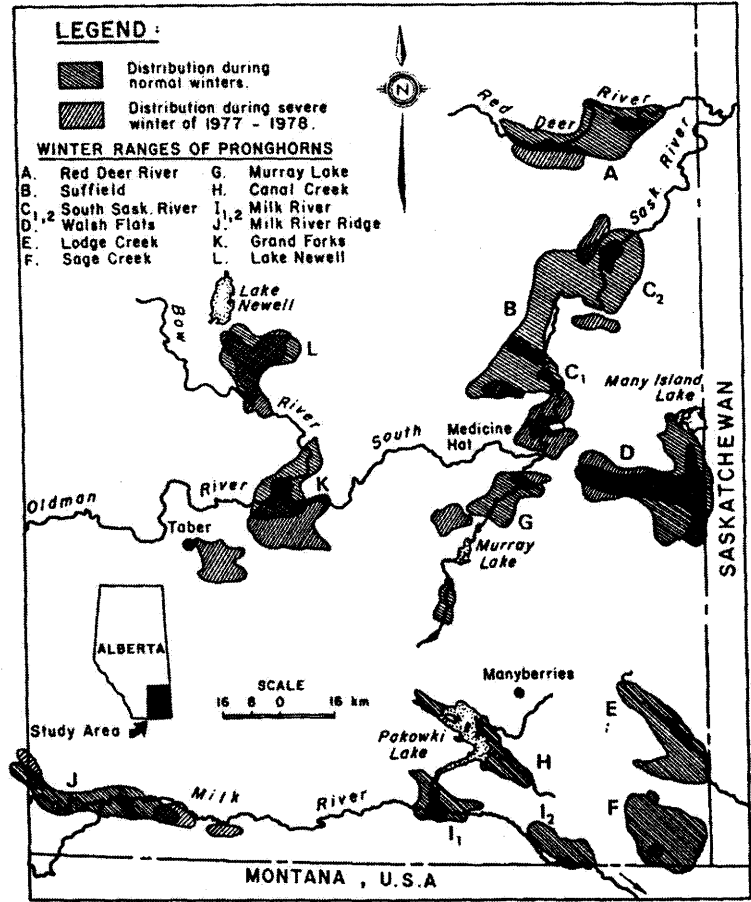 LEGEND:
Distribution during
normal winters.
Distribution during severe
winter of 1977 - 1978.
WINTER RANGES OF PRONGHORNS
A. Red Deer River
B. Suffield
C1,2 South Sask. River
D. Walsh Flats
E. Lodge Creek
F. Sage Creek
G. Murray Lake
H. Canal Creek
I1,2 Milk River
J. Milk River Ridge
K. Grand Forks
L. Lake Newell
N
Red Deer River
A
Sask River
Lake
Newell
Bow
River
L
B
C2
C1
Many Island
Lake
Medicine
Hat
South
D
K
Oldman River
Taber
G
Murray
Lake
SASKATCHEWAN
ALBERTA
Study Area
SCALE
16 8 0 16 km
Manyberries
Pakowki
Lake
E
H
J
Milk River
I1
I2
F
MONTANA, U.S.A